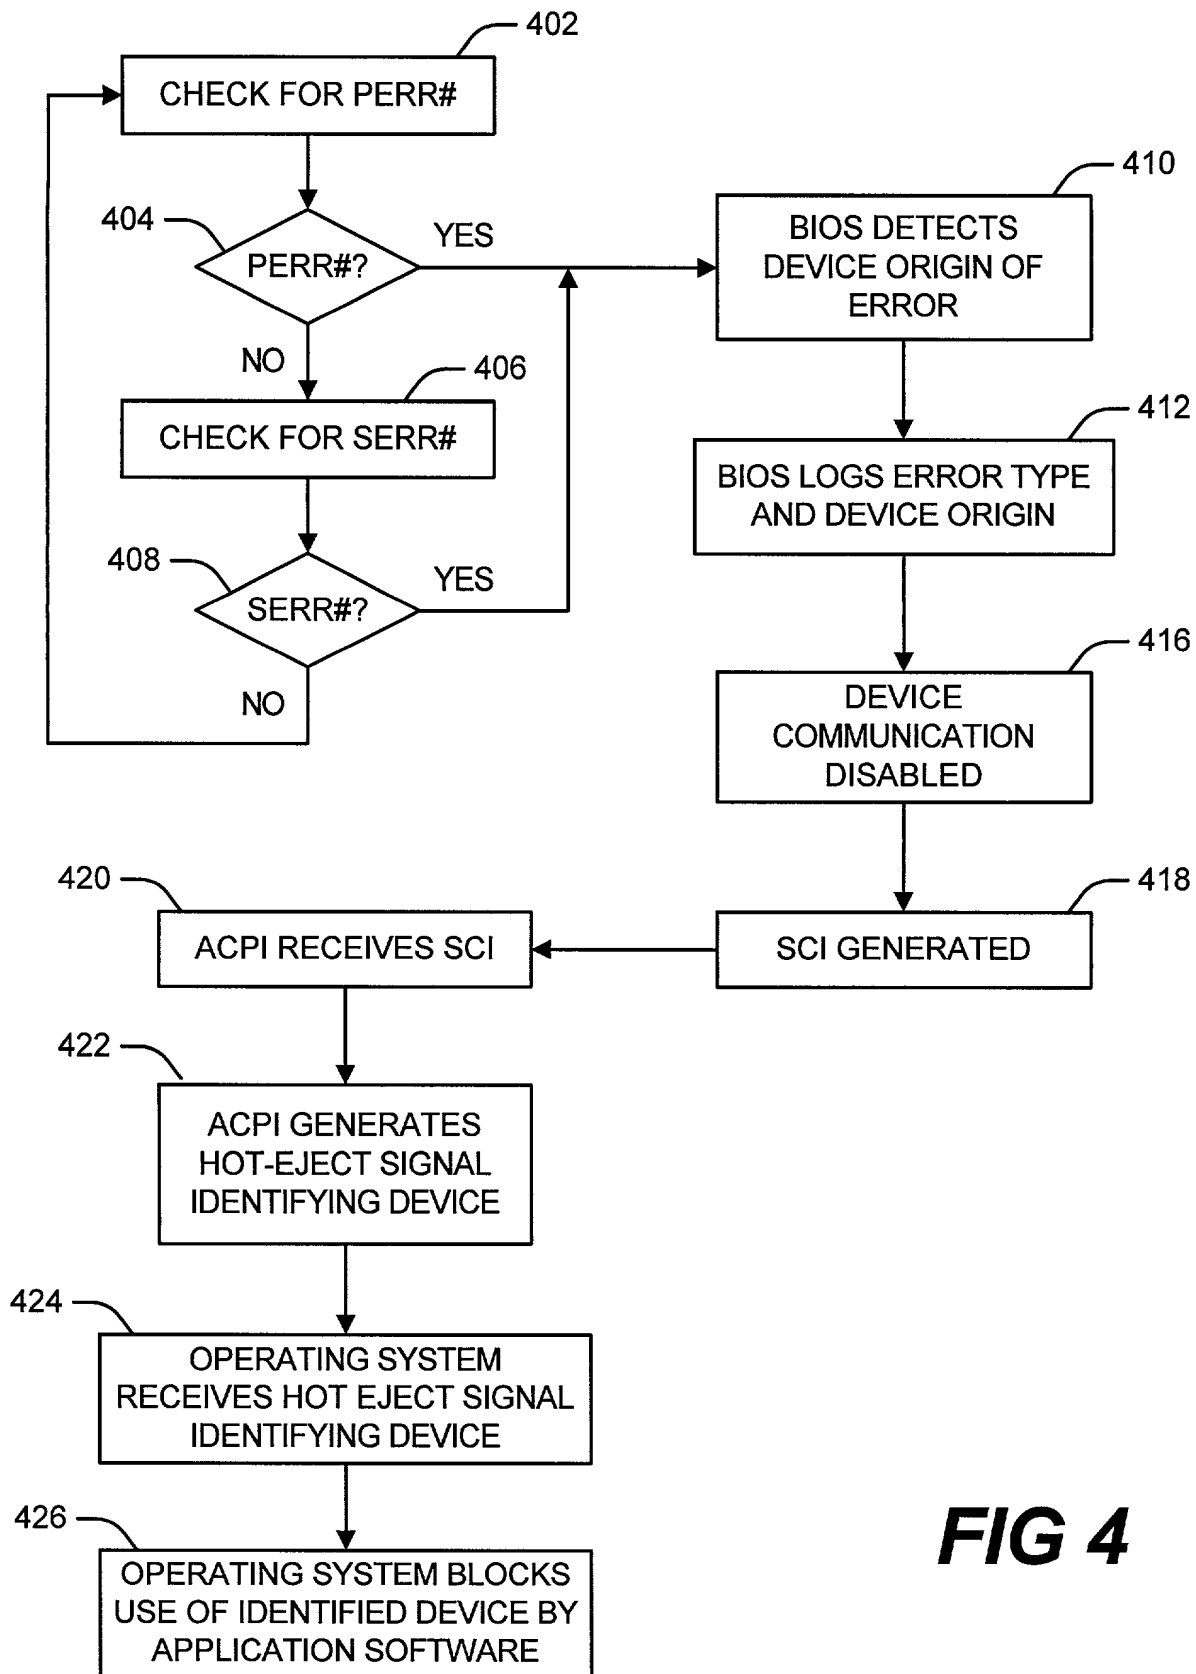 402
CHECK FOR PERR#
404
PERR#?
YES
NO
406
CHECK FOR SERR#
408
SERR#?
YES
NO
410
BIOS DETECTS
DEVICE ORIGIN OF
ERROR
412
BIOS LOGS ERROR TYPE
AND DEVICE ORIGIN
416
DEVICE
COMMUNICATION
DISABLED
418
SCI GENERATED
420
ACPI RECEIVES SCI
422
ACPI GENERATES
HOT-EJECT SIGNAL
IDENTIFYING DEVICE
424
OPERATING SYSTEM
RECEIVES HOT EJECT SIGNAL
IDENTIFYING DEVICE
426
OPERATING SYSTEM BLOCKS
USE OF IDENTIFIED DEVICE BY
APPLICATION SOFTWARE
FIG 4